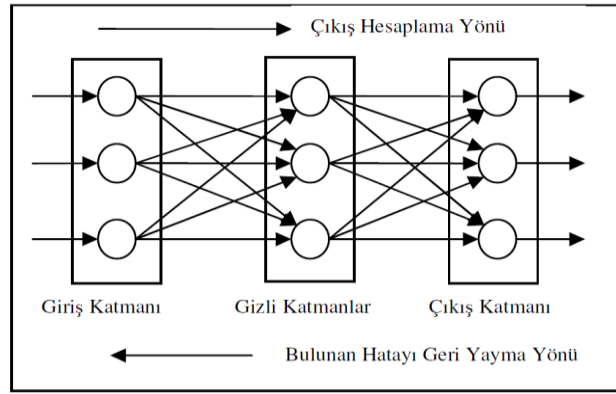 Çıkış Hesaplama Yönü
Giriş Katmanı Gizli Katmanlar Çıkış Katmanı
Bulunan Hatayı Geri Yayma Yönü